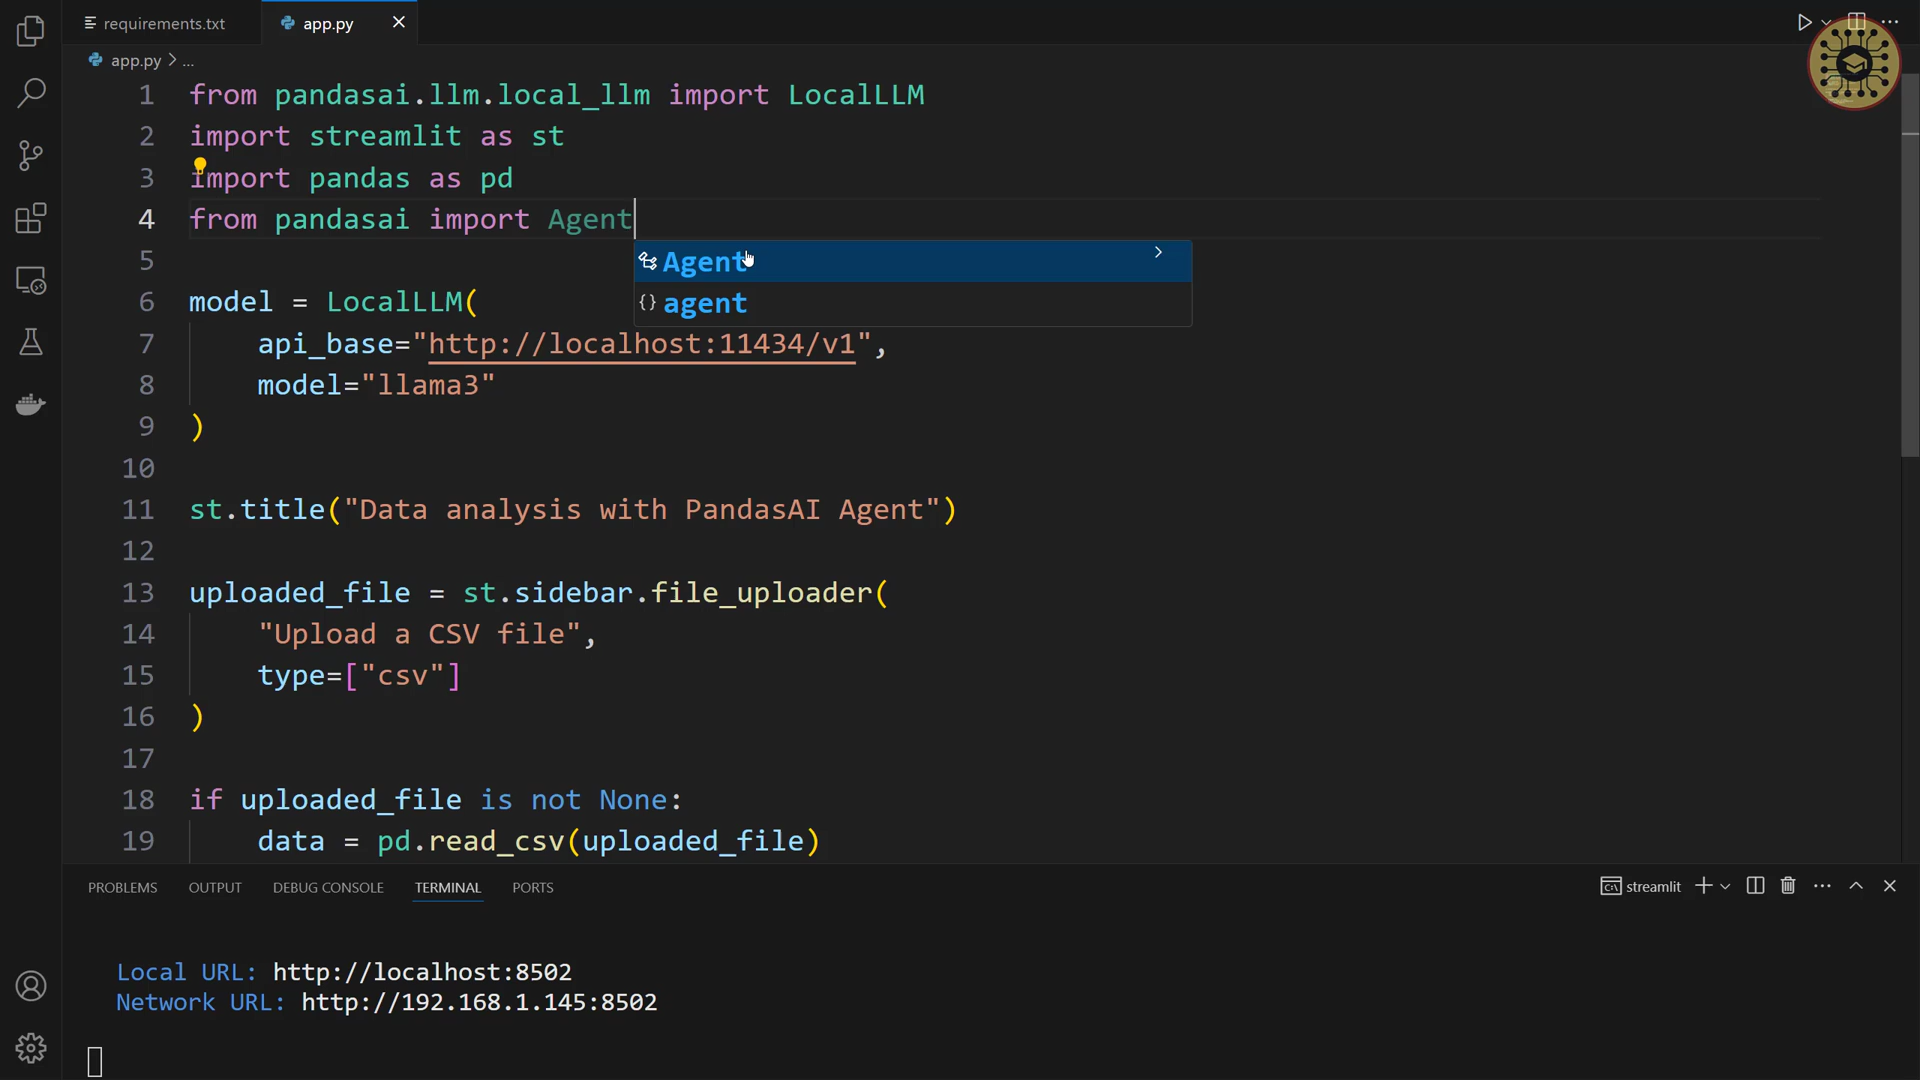 requirements.txt
app.py
app.py > ...
1 from pandasai.llm.local_llm import LocalLLM
2 import streamlit as st
3 import pandas as pd
4 from pandasai import Agent
Agent
agent
5
6 model = LocalLLM(
7 api_base="http://localhost:11434/v1",
8 model="llama3"
9 )
10
11 st.title("Data analysis with PandasAI Agent")
12
13 uploaded_file = st.sidebar.file_uploader(
14 "Upload a CSV file",
15 type=["csv"]
16 )
17
18 if uploaded_file is not None:
19 data = pd.read_csv(uploaded_file)
PROBLEMS OUTPUT DEBUG CONSOLE TERMINAL PORTS
streamlit
Local URL: http://localhost:8502
Network URL: http://192.168.1.145:8502